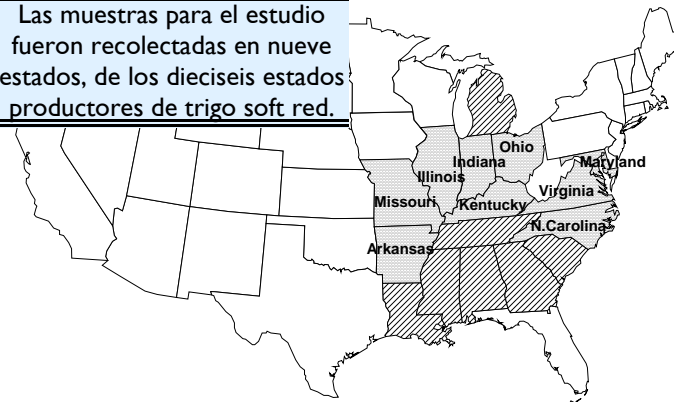 Las muestras para el estudio
fueron recolectadas en nueve
estados, de los dieciseis estados
productores de trigo soft red.
Ohio
Indiana
Maryland
Illinois
Virginia
Missouri
Kentucky
N.Carolina
Arkansas